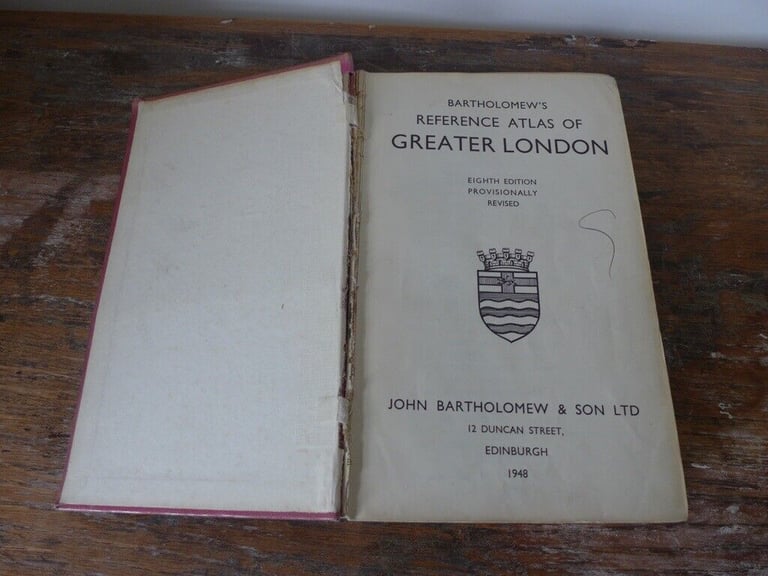 BARTHOLOMEW'S
REFERENCE ATLAS OF
GREATER LONDON
EIGHTH EDITION
PROVISIONALLY
REVISED
JOHN BARTHOLOMEW & SON LTD
12 DUNCAN STREET,
EDINBURGH
1948